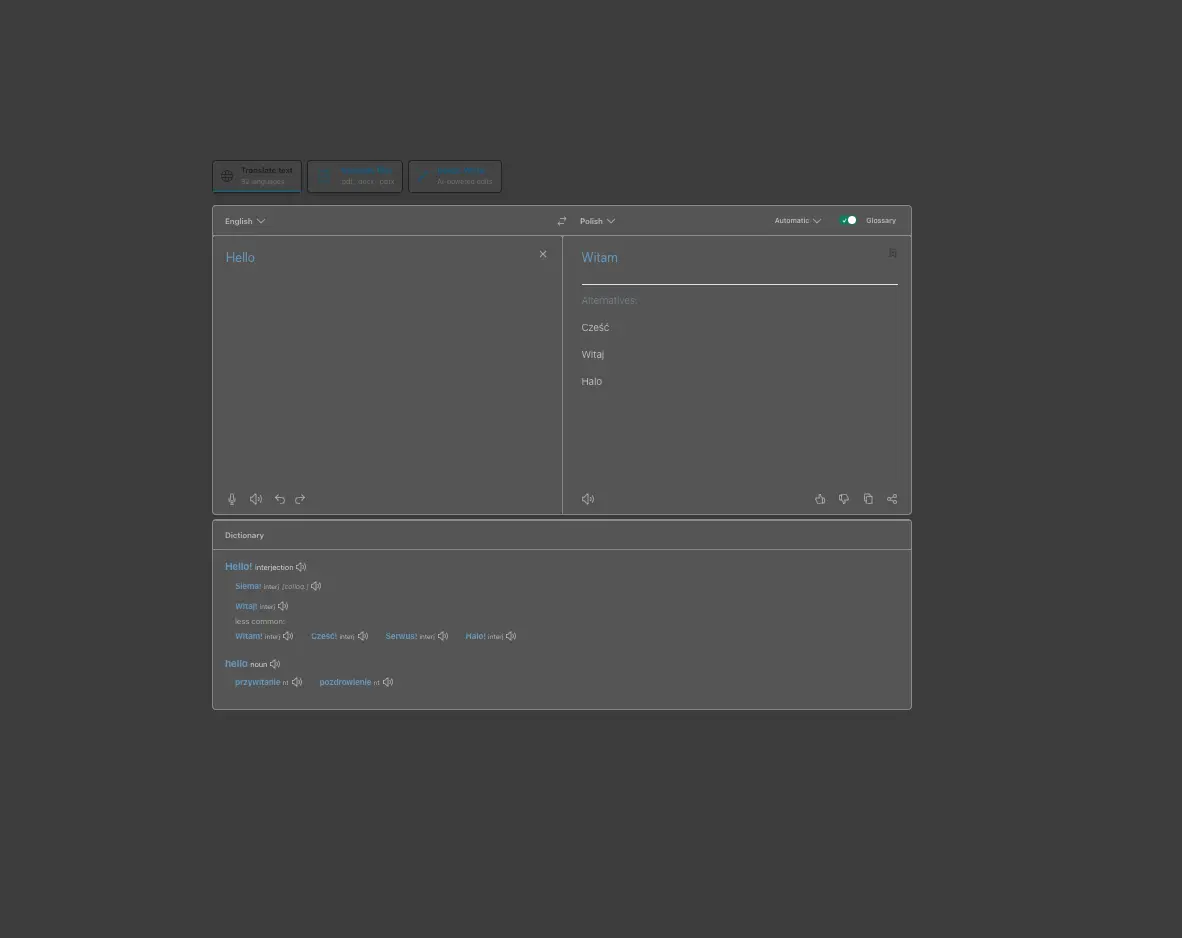 Translate text
32 languages
.pdf, .docx, .pptx
AI-powered edits
English
Polish
Automatic
Glossary
Hello
Witam
Alternatives:
Cześć
Witaj
Halo
Dictionary
Hello! interjection
Siema! interj [colloq.]
Witaj! interj
less common:
Witam! interj Cześć! interj Serwus! interj Halo! interj
hello noun
przywitanie nt pozdrowienie nt